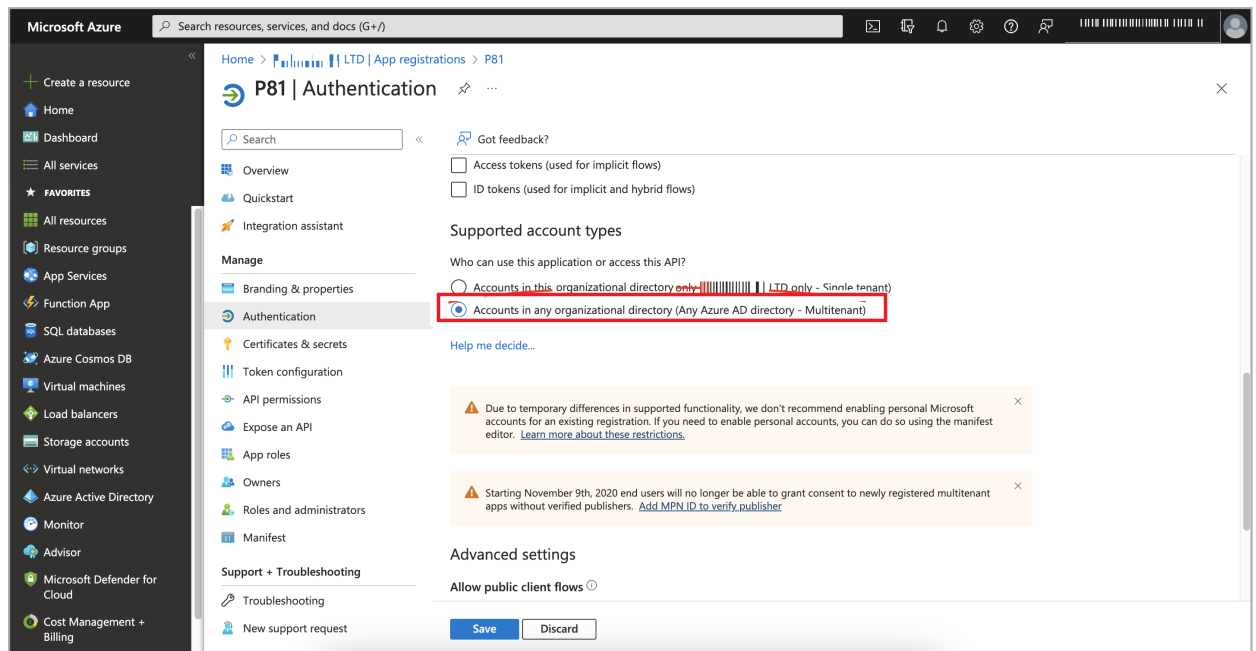 Microsoft Azure
Search resources, services, and docs (G+/)
«
Create a resource
Home
Dashboard
All services
FAVORITES
All resources
Resource groups
App Services
Function App
SQL databases
Azure Cosmos DB
Virtual machines
Load balancers
Storage accounts
Virtual networks
Azure Active Directory
Monitor
Advisor
Microsoft Defender for
Cloud
Cost Management +
Billing
Home > LTD | App registrations > P81
P81 | Authentication
...
Search
«
Overview
Quickstart
Integration assistant
Manage
Branding & properties
Authentication
Certificates & secrets
Token configuration
API permissions
Expose an API
App roles
Owners
Roles and administrators
Manifest
Support + Troubleshooting
Troubleshooting
New support request
Got feedback?
Access tokens (used for implicit flows)
ID tokens (used for implicit and hybrid flows)
Supported account types
Who can use this application or access this API?
Accounts in this organizational directory only LTD only - Single tenant)
Accounts in any organizational directory (Any Azure AD directory - Multitenant)
Help me decide...
Due to temporary differences in supported functionality, we don't recommend enabling personal Microsoft
accounts for an existing registration. If you need to enable personal accounts, you can do so using the manifest
editor. Learn more about these restrictions.
Starting November 9th, 2020 end users will no longer be able to grant consent to newly registered multitenant
apps without verified publishers. Add MPN ID to verify publisher
Advanced settings
Allow public client flows
Save
Discard